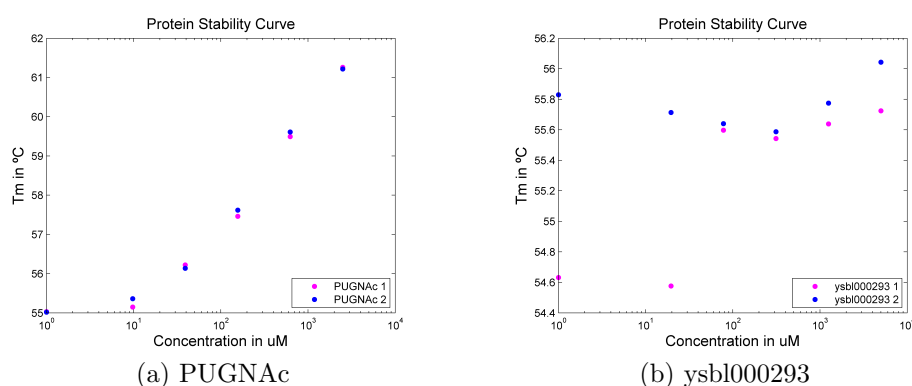 Protein Stability Curve
62
61
60
59
58
57
56
55
Tm in ºC
10⁰
10¹
10²
10³
10⁴
Concentration in uM
PUGNAc 1
PUGNAc 2
(a) PUGNAc
Protein Stability Curve
56.2
56
55.8
55.6
55.4
55.2
55
54.8
54.6
54.4
Tm in ºC
10⁰
10¹
10²
10³
10⁴
Concentration in uM
ysbl000293 1
ysbl000293 2
(b) ysbl000293